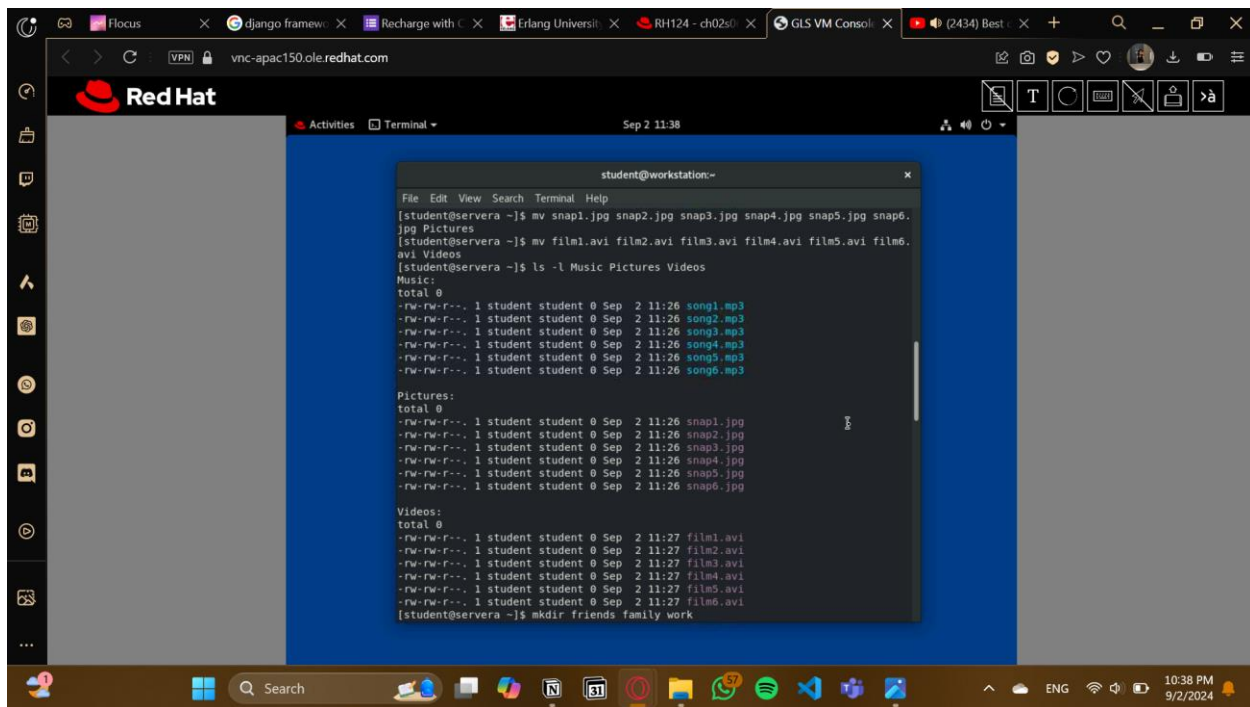 Flocus
django framewo
Recharge with C
Erlang Universit
RH124 - ch02s0
GLS VM Consol
(2434) Best c
VPN
vnc-apac150.ole.redhat.com
Red Hat
T
>à
Activities
Terminal
Sep 2 11:38
student@workstation:~
File Edit View Search Terminal Help
[student@servera ~]$ mv snap1.jpg snap2.jpg snap3.jpg snap4.jpg snap5.jpg snap6.
jpg Pictures
[student@servera ~]$ mv film1.avi film2.avi film3.avi film4.avi film5.avi film6.
avi Videos
[student@servera ~]$ ls -l Music Pictures Videos
Music:
total 0
-rw-rw-r--. 1 student student 0 Sep  2 11:26 song1.mp3
-rw-rw-r--. 1 student student 0 Sep  2 11:26 song2.mp3
-rw-rw-r--. 1 student student 0 Sep  2 11:26 song3.mp3
-rw-rw-r--. 1 student student 0 Sep  2 11:26 song4.mp3
-rw-rw-r--. 1 student student 0 Sep  2 11:26 song5.mp3
-rw-rw-r--. 1 student student 0 Sep  2 11:26 song6.mp3
Pictures:
total 0
-rw-rw-r--. 1 student student 0 Sep  2 11:26 snap1.jpg
-rw-rw-r--. 1 student student 0 Sep  2 11:26 snap2.jpg
-rw-rw-r--. 1 student student 0 Sep  2 11:26 snap3.jpg
-rw-rw-r--. 1 student student 0 Sep  2 11:26 snap4.jpg
-rw-rw-r--. 1 student student 0 Sep  2 11:26 snap5.jpg
-rw-rw-r--. 1 student student 0 Sep  2 11:26 snap6.jpg
Videos:
total 0
-rw-rw-r--. 1 student student 0 Sep  2 11:27 film1.avi
-rw-rw-r--. 1 student student 0 Sep  2 11:27 film2.avi
-rw-rw-r--. 1 student student 0 Sep  2 11:27 film3.avi
-rw-rw-r--. 1 student student 0 Sep  2 11:27 film4.avi
-rw-rw-r--. 1 student student 0 Sep  2 11:27 film5.avi
-rw-rw-r--. 1 student student 0 Sep  2 11:27 film6.avi
[student@servera ~]$ mkdir friends family work
1
Search
31
57
ENG
10:38 PM
9/2/2024